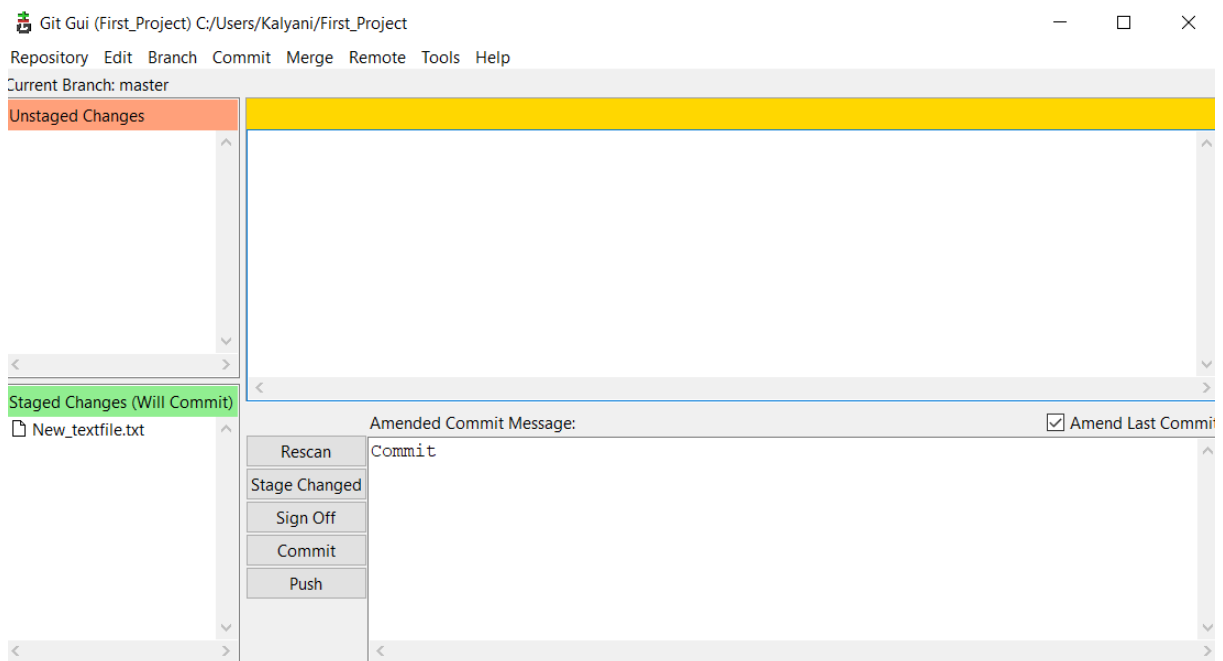 Git Gui (First_Project) C:/Users/Kalyani/First_Project
Repository Edit Branch Commit Merge Remote Tools Help
Current Branch: master
Unstaged Changes
Staged Changes (Will Commit)
New_textfile.txt
Amended Commit Message:
Amend Last Commit
Rescan
Stage Changed
Sign Off
Commit
Push
Commit